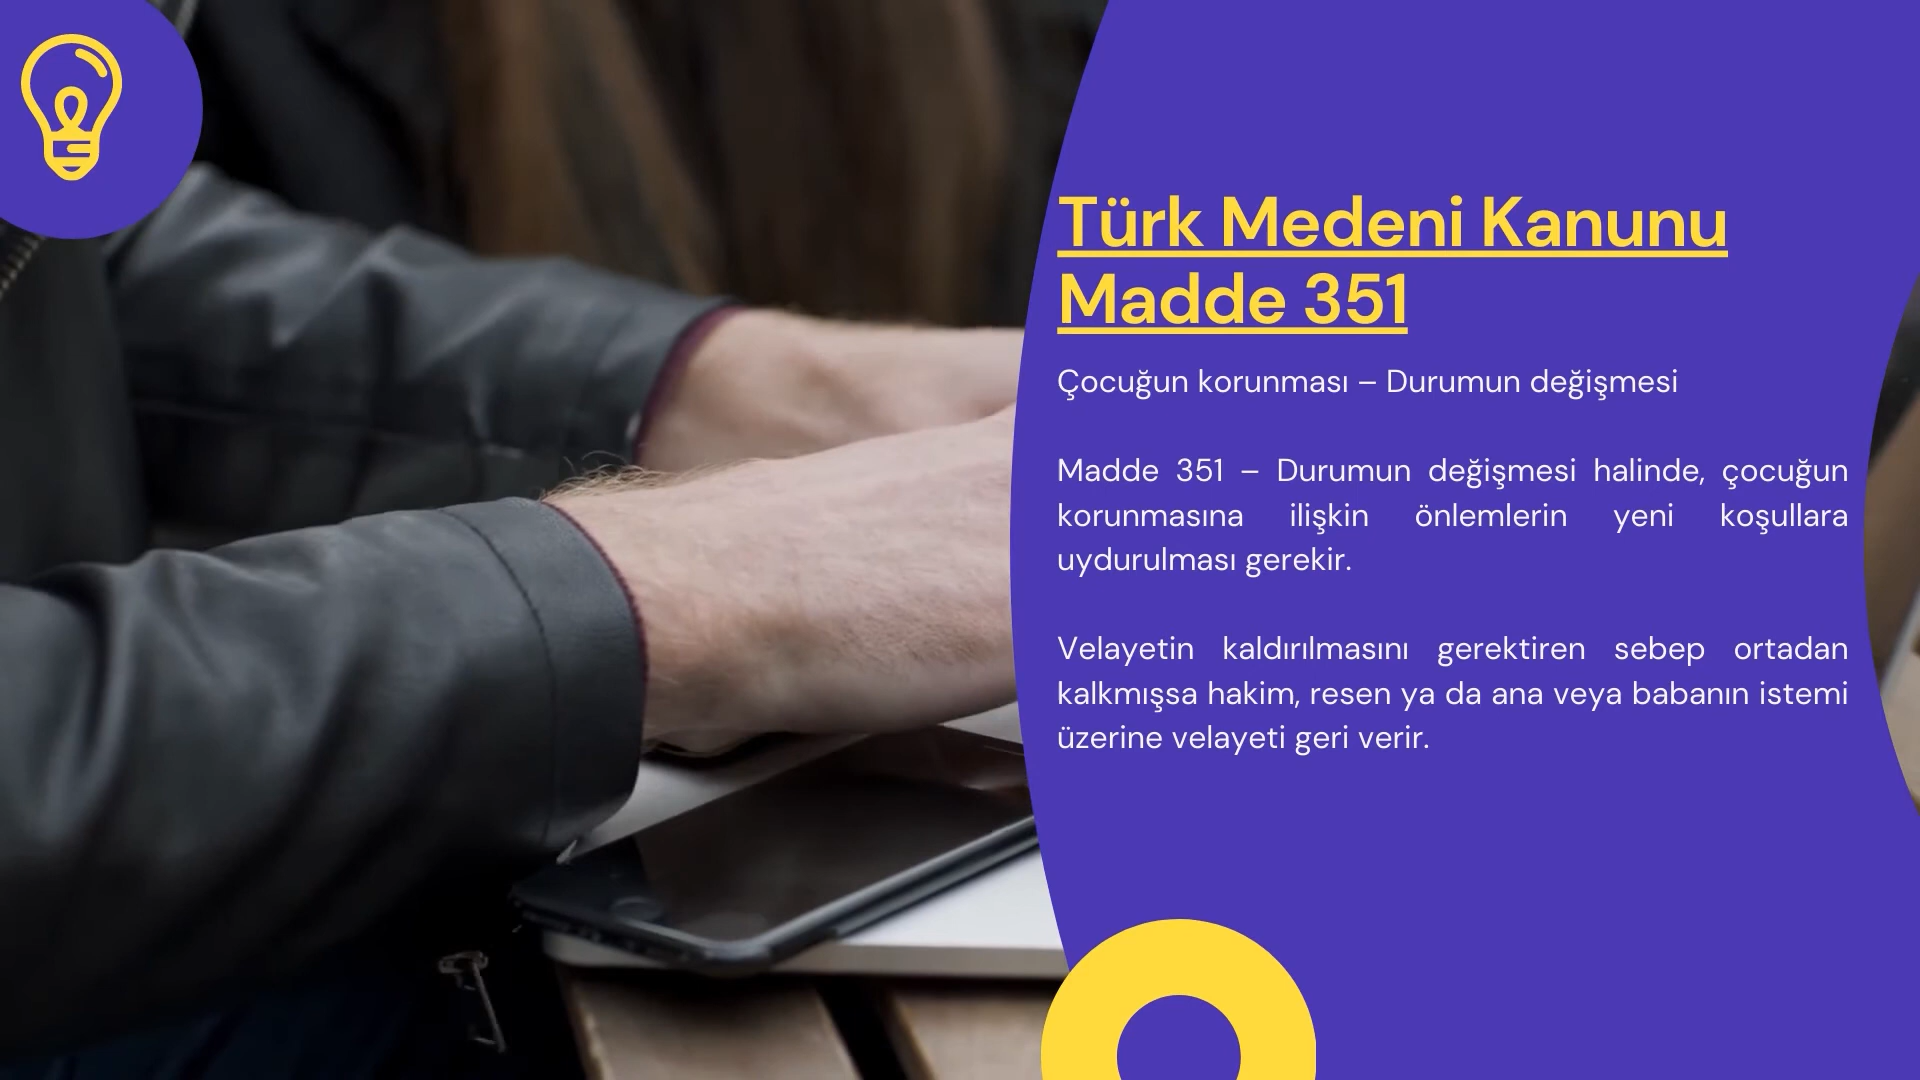 Türk Medeni Kanunu
Madde 351
Çocuğun korunması – Durumun değişmesi
Madde 351 – Durumun değişmesi halinde, çocuğun
korunmasına ilişkin önlemlerin yeni koşullara
uydurulması gerekir.
Velayetin kaldırılmasını gerektiren sebep ortadan
kalkmışsa hakim, resen ya da ana veya babanın istemi
üzerine velayeti geri verir.